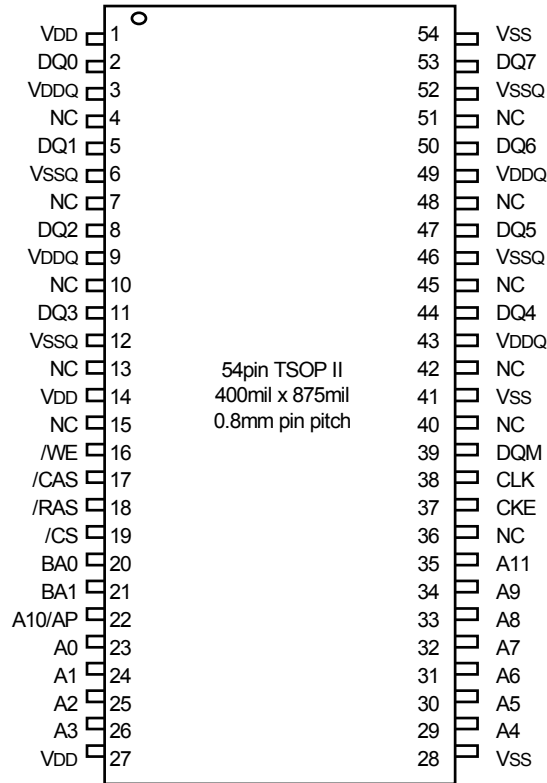 VDD 1 54 VSS
DQ0 2 53 DQ7
VDDQ 3 52 VSSQ
NC 4 51 NC
DQ1 5 50 DQ6
VSSQ 6 49 VDDQ
NC 7 48 NC
DQ2 8 47 DQ5
VDDQ 9 46 VSSQ
NC 10 45 NC
DQ3 11 44 DQ4
VSSQ 12 43 VDDQ
NC 13 54pin TSOP II 42 NC
VDD 14 400mil x 875mil 41 VSS
NC 15 0.8mm pin pitch 40 NC
/WE 16 39 DQM
/CAS 17 38 CLK
/RAS 18 37 CKE
/CS 19 36 NC
BA0 20 35 A11
BA1 21 34 A9
A10/AP 22 33 A8
A0 23 32 A7
A1 24 31 A6
A2 25 30 A5
A3 26 29 A4
VDD 27 28 VSS